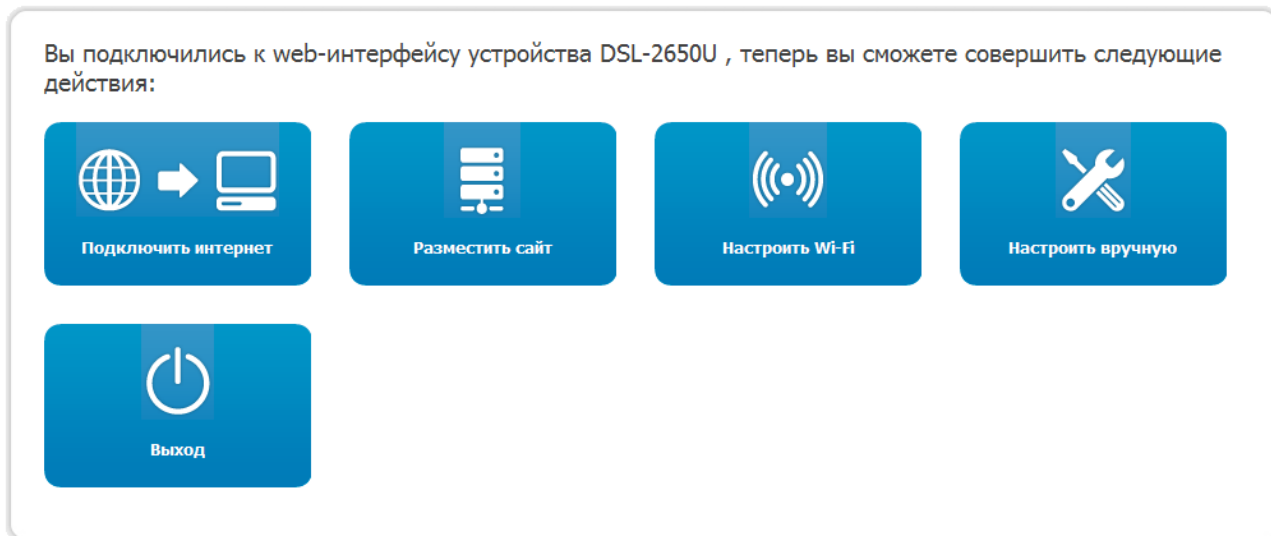 Вы подключились к web-интерфейсу устройства DSL-2650U , теперь вы сможете совершить следующие
действия:
Подключить интернет
Разместить сайт
Настроить Wi-Fi
Настроить вручную
Выход